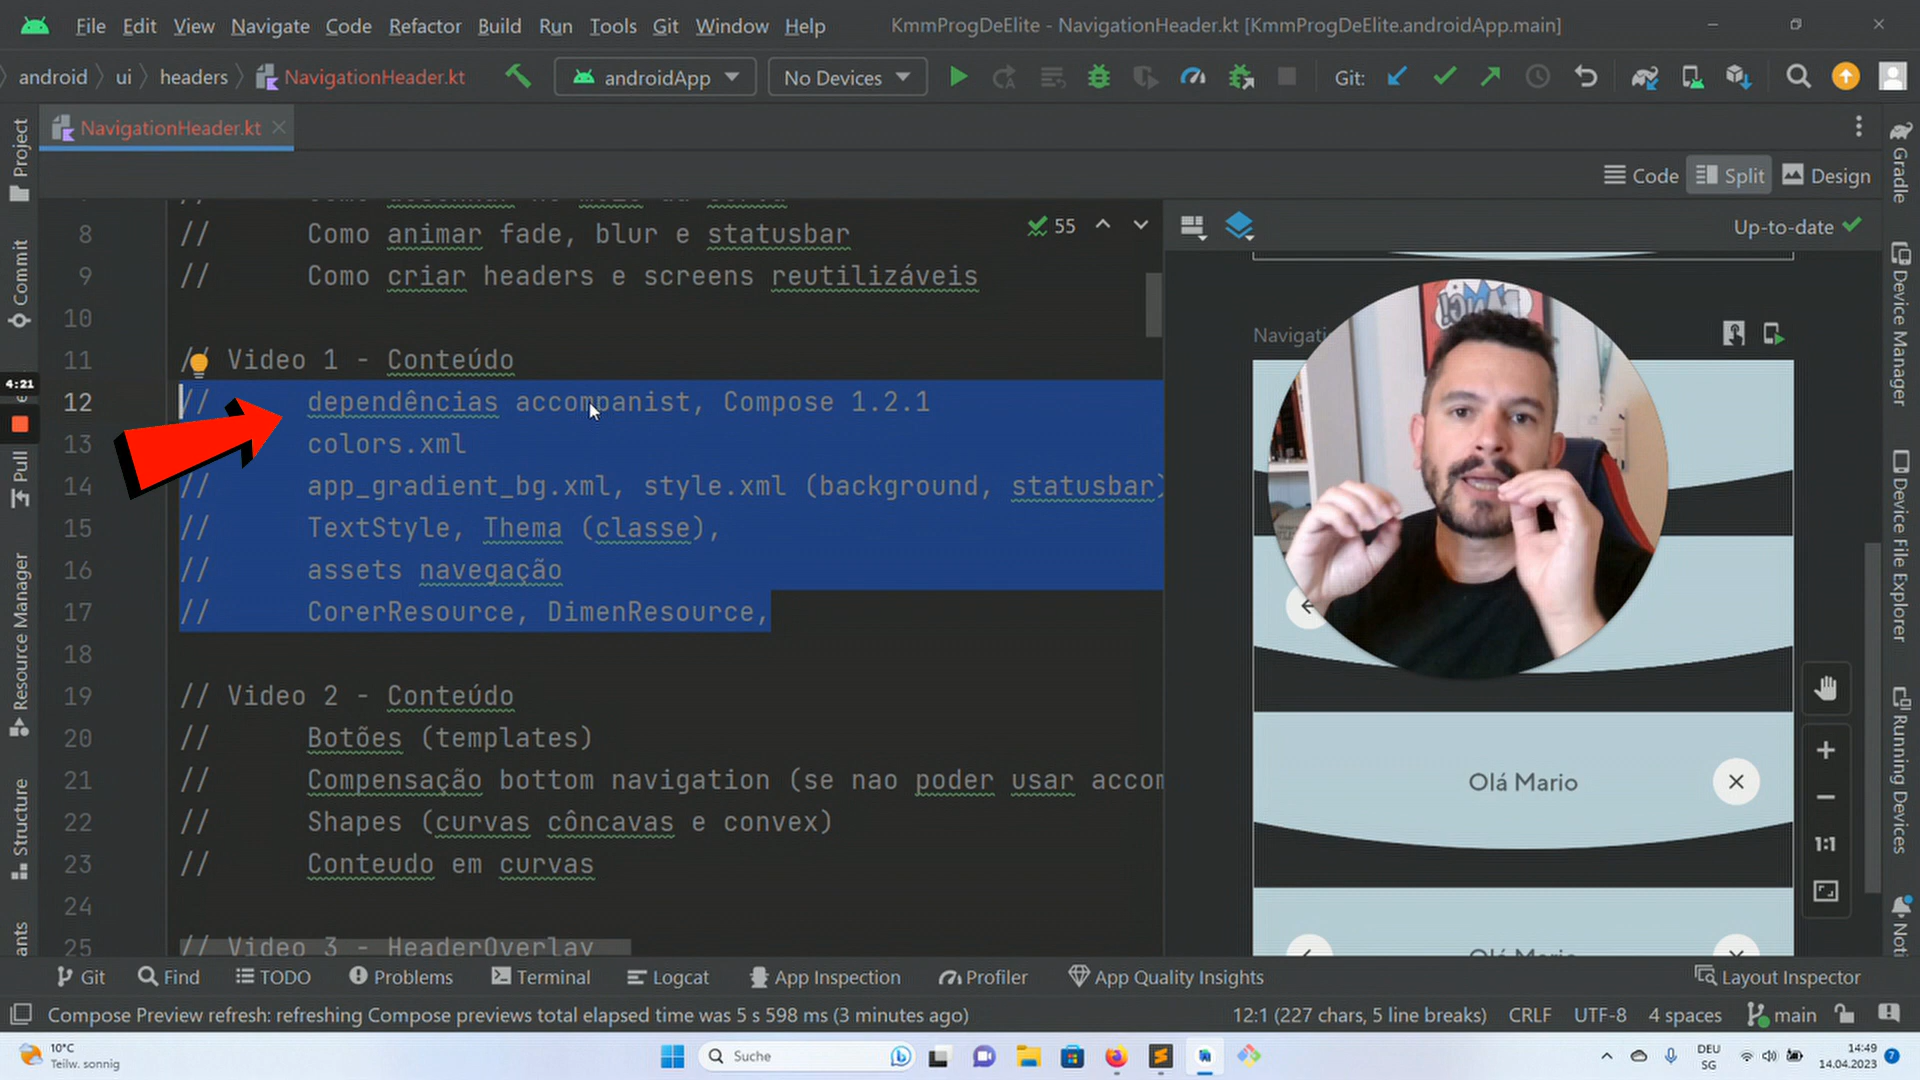 File Edit View Navigate Code Refactor Build Run Tools Git Window Help KmmProgDeElite - NavigationHeader.kt [KmmProgDeElite.androidApp.main]
android ui headers NavigationHeader.kt androidApp No Devices Git:
NavigationHeader.kt
Code Split Design
8 // Como animar fade, blur e statusbar
55
Up-to-date
9 // Como criar headers e screens reutilizáveis
10
11 // Video 1 - Conteúdo
12 // dependências accompanist, Compose 1.2.1
13 colors.xml
14 // app_gradient_bg.xml, style.xml (background, statusbar)
15 // TextStyle, Thema (classe),
16 // assets navegação
17 // CorerResource, DimenResource,
18
19 // Video 2 - Conteúdo
20 // Botões (templates)
21 // Compensação bottom navigation (se nao poder usar accom
22 // Shapes (curvas côncavas e convex)
23 // Conteudo em curvas
24
25 // Video 3 - HeaderOverlay
Project
Commit
4:21
Pull
Resource Manager
Structure
ants
Navigati
Olá Mario
1:1
Gradle
Device Manager
Device File Explorer
Running Devices
Noti
Git Find TODO Problems Terminal Logcat App Inspection Profiler App Quality Insights Layout Inspector
Compose Preview refresh: refreshing Compose previews total elapsed time was 5 s 598 ms (3 minutes ago) 12:1 (227 chars, 5 line breaks) CRLF UTF-8 4 spaces main
10°C
Teilw. sonnig
Suche
DEU
SG
14:49
14.04.2023
7